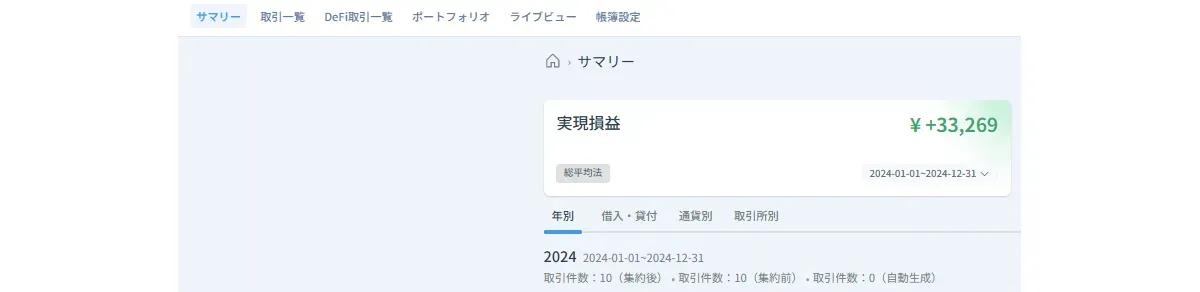 サマリー 取引一覧 DeFi取引一覧 ポートフォリオ ライブビュー 帳簿設定
› サマリー
実現損益 ¥ +33,269
総平均法 2024-01-01~2024-12-31
年別 借入・貸付 通貨別 取引所別
2024 2024-01-01~2024-12-31
取引件数：10（集約後） • 取引件数：10（集約前） • 取引件数：0（自動生成）